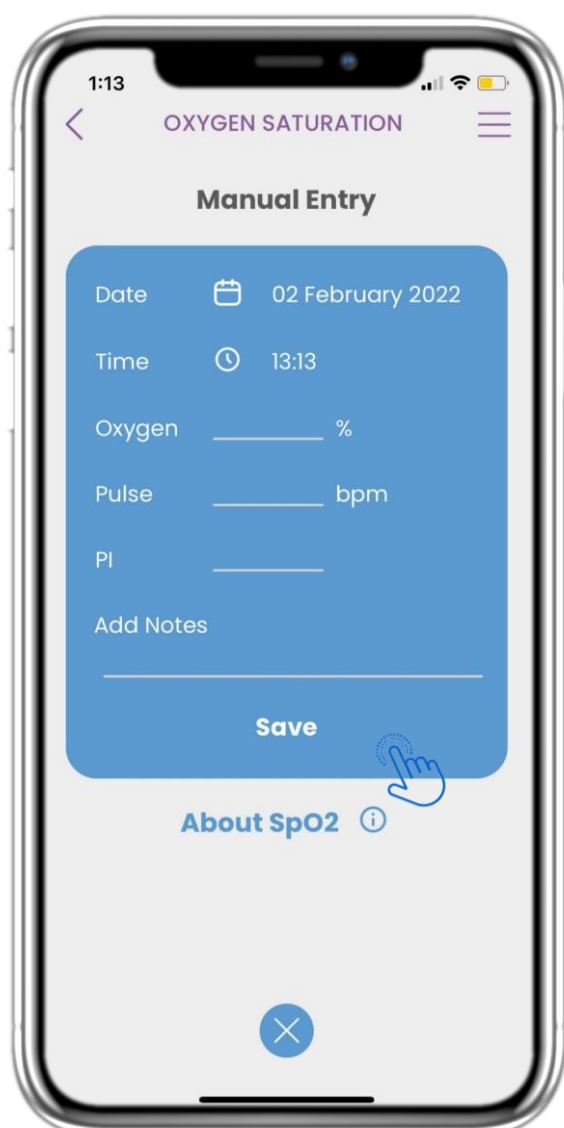 1:13
OXYGEN SATURATION
Manual Entry
Date 02 February 2022
Time 13:13
Oxygen %
Pulse bpm
PI
Add Notes
Save
About SpO2